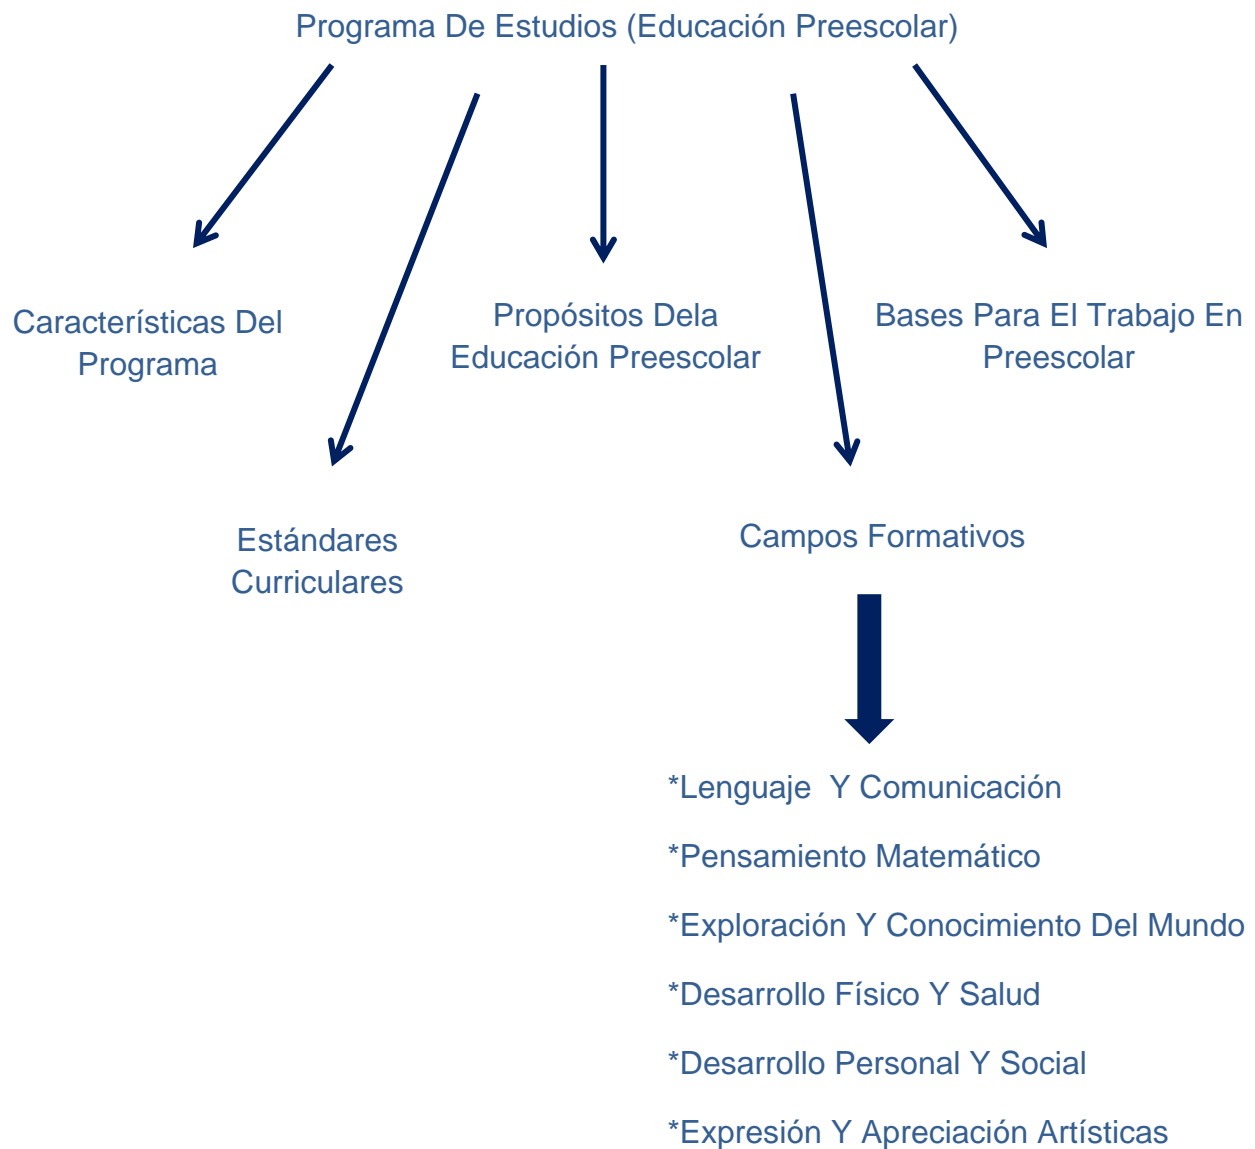 Programa De Estudios (Educación Preescolar)
Características Del
Programa
Propósitos Dela
Educación Preescolar
Bases Para El Trabajo En
Preescolar
Estándares
Curriculares
Campos Formativos
*Lenguaje  Y Comunicación
*Pensamiento Matemático
*Exploración Y Conocimiento Del Mundo
*Desarrollo Físico Y Salud
*Desarrollo Personal Y Social
*Expresión Y Apreciación Artísticas